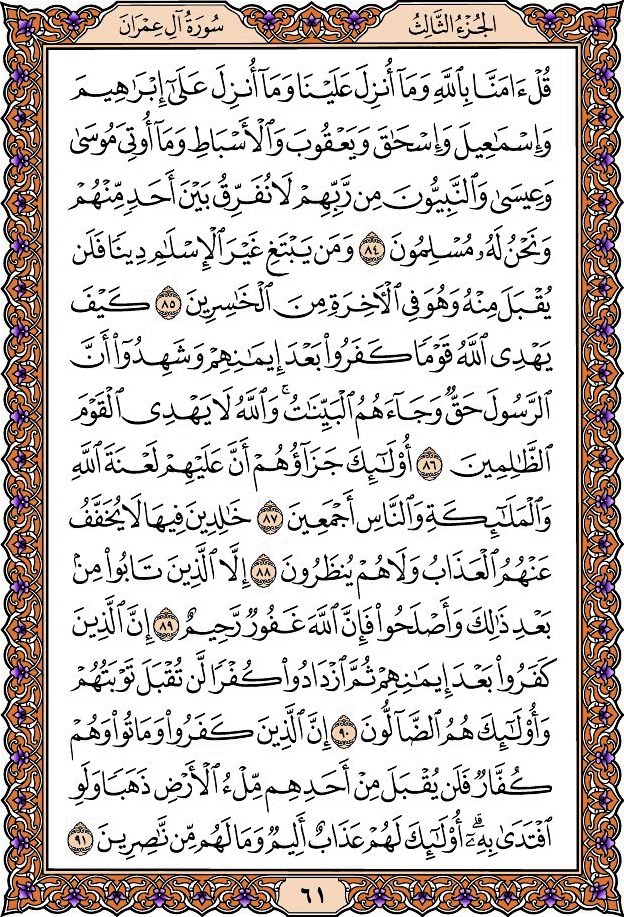 الجُزْءُ الثَّالِثُ
سُورَةُ آلِ عِمْرَانَ
قُلْ ءَامَنَّا بِٱللَّهِ وَمَآ أُنزِلَ عَلَيْنَا وَمَآ أُنزِلَ عَلَىٰٓ إِبْرَٰهِيمَ
وَإِسْمَٰعِيلَ وَإِسْحَٰقَ وَيَعْقُوبَ وَٱلْأَسْبَاطِ وَمَآ أُوتِىَ مُوسَىٰ
وَعِيسَىٰ وَٱلنَّبِيُّونَ مِن رَّبِّهِمْ لَا نُفَرِّقُ بَيْنَ أَحَدٍ مِّنْهُمْ
وَنَحْنُ لَهُۥ مُسْلِمُونَ ٨٤ وَمَن يَبْتَغِ غَيْرَ ٱلْإِسْلَٰمِ دِينًا فَلَن
يُقْبَلَ مِنْهُ وَهُوَ فِى ٱلْءَاخِرَةِ مِنَ ٱلْخَٰسِرِينَ ٨٥ كَيْفَ
يَهْدِى ٱللَّهُ قَوْمًا كَفَرُوا۟ بَعْدَ إِيمَٰنِهِمْ وَشَهِدُوٓا۟ أَنَّ
ٱلرَّسُولَ حَقٌّ وَجَآءَهُمُ ٱلْبَيِّنَٰتُ ۚ وَٱللَّهُ لَا يَهْدِى ٱلْقَوْمَ
ٱلظَّٰلِمِينَ ٨٦ أُو۟لَٰٓئِكَ جَزَآؤُهُمْ أَنَّ عَلَيْهِمْ لَعْنَةَ ٱللَّهِ
وَٱلْمَلَٰٓئِكَةِ وَٱلنَّاسِ أَجْمَعِينَ ٨٧ خَٰلِدِينَ فِيهَا لَا يُخَفَّفُ
عَنْهُمُ ٱلْعَذَابُ وَلَا هُمْ يُنظَرُونَ ٨٨ إِلَّا ٱلَّذِينَ تَابُوا۟ مِنۢ
بَعْدِ ذَٰلِكَ وَأَصْلَحُوا۟ فَإِنَّ ٱللَّهَ غَفُورٌ رَّحِيمٌ ٨٩ إِنَّ ٱلَّذِينَ
كَفَرُوا۟ بَعْدَ إِيمَٰنِهِمْ ثُمَّ ٱزْدَادُوا۟ كُفْرًا لَّن تُقْبَلَ تَوْبَتُهُمْ
وَأُو۟لَٰٓئِكَ هُمُ ٱلضَّآلُّونَ ٩٠ إِنَّ ٱلَّذِينَ كَفَرُوا۟ وَمَاتُوا۟ وَهُمْ
كُفَّارٌ فَلَن يُقْبَلَ مِنْ أَحَدِهِم مِّلْءُ ٱلْأَرْضِ ذَهَبًا وَلَوِ
ٱفْتَدَىٰ بِهِۦٓ ۗ أُو۟لَٰٓئِكَ لَهُمْ عَذَابٌ أَلِيمٌ وَمَا لَهُم مِّن نَّٰصِرِينَ ٩١
٦١